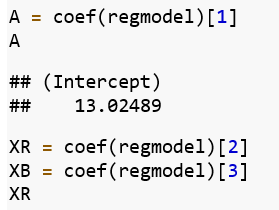 A = coef(regmodel)[1]
A
## (Intercept)
##    13.02489
XR = coef(regmodel)[2]
XB = coef(regmodel)[3]
XR